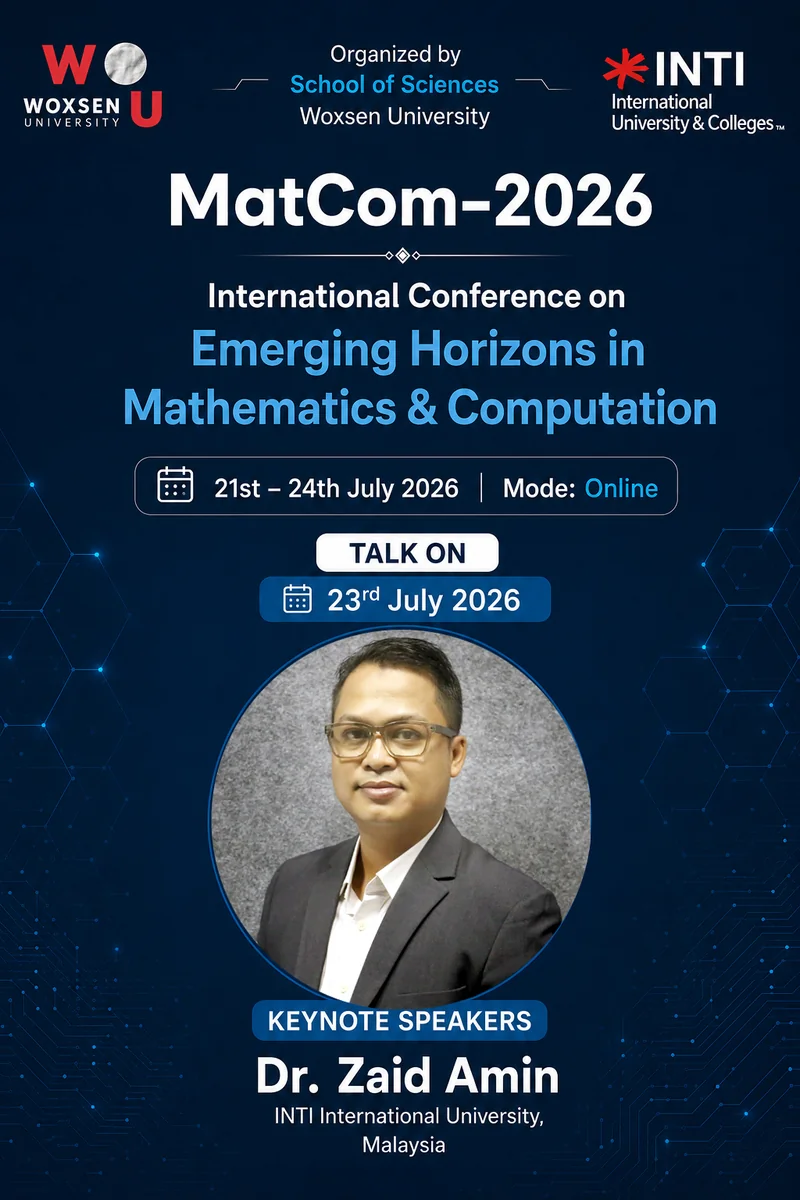 WOU
WOXSEN
UNIVERSITY
Organized by
School of Sciences
Woxsen University
INTI
International
University & Colleges™
MatCom-2026
International Conference on
Emerging Horizons in
Mathematics & Computation
21st – 24th July 2026 | Mode: Online
TALK ON
23rd July 2026
KEYNOTE SPEAKERS
Dr. Zaid Amin
INTI International University,
Malaysia